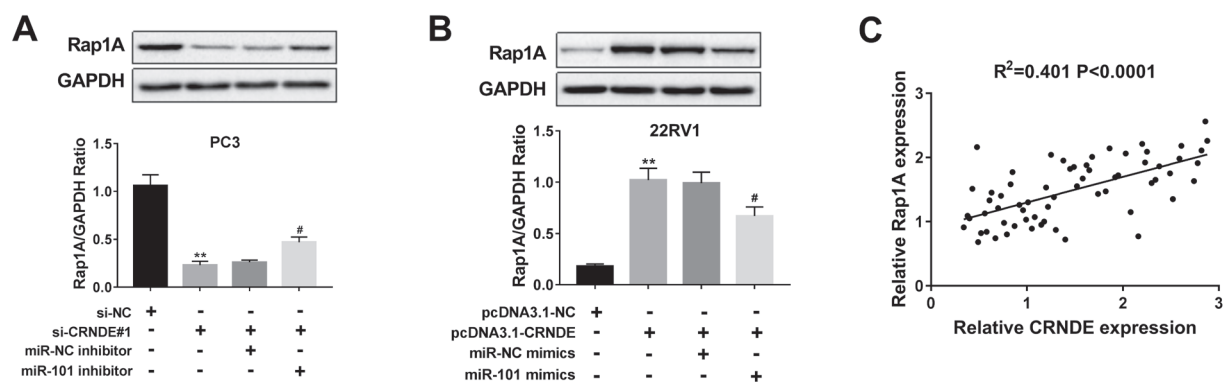 A
Rap1A
GAPDH
PC3
Rap1A/GAPDH Ratio
1.5
1.0
0.5
0.0
**
#
si-NC + - - -
si-CRNDE#1 - + + +
miR-NC inhibitor - - + -
miR-101 inhibitor - - - +
B
Rap1A
GAPDH
22RV1
Rap1A/GAPDH Ratio
1.5
1.0
0.5
0.0
**
#
pcDNA3.1-NC + - - -
pcDNA3.1-CRNDE - + + +
miR-NC mimics - - + -
miR-101 mimics - - - +
C
R²=0.401 P<0.0001
Relative Rap1A expression
3
2
1
0
0 1 2 3
Relative CRNDE expression